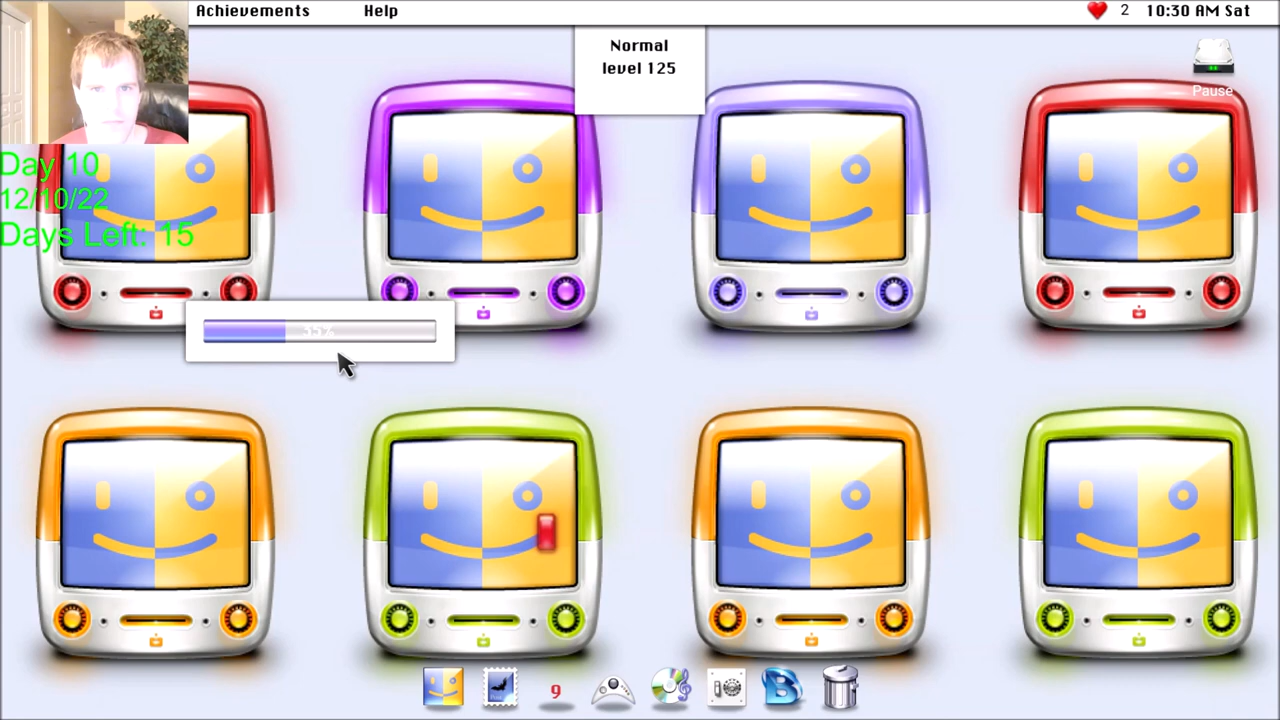 Achievements Help 2 10:30 AM Sat
Normal
level 125
Pause
Day 10
12/10/22
Days Left: 15
35%
9